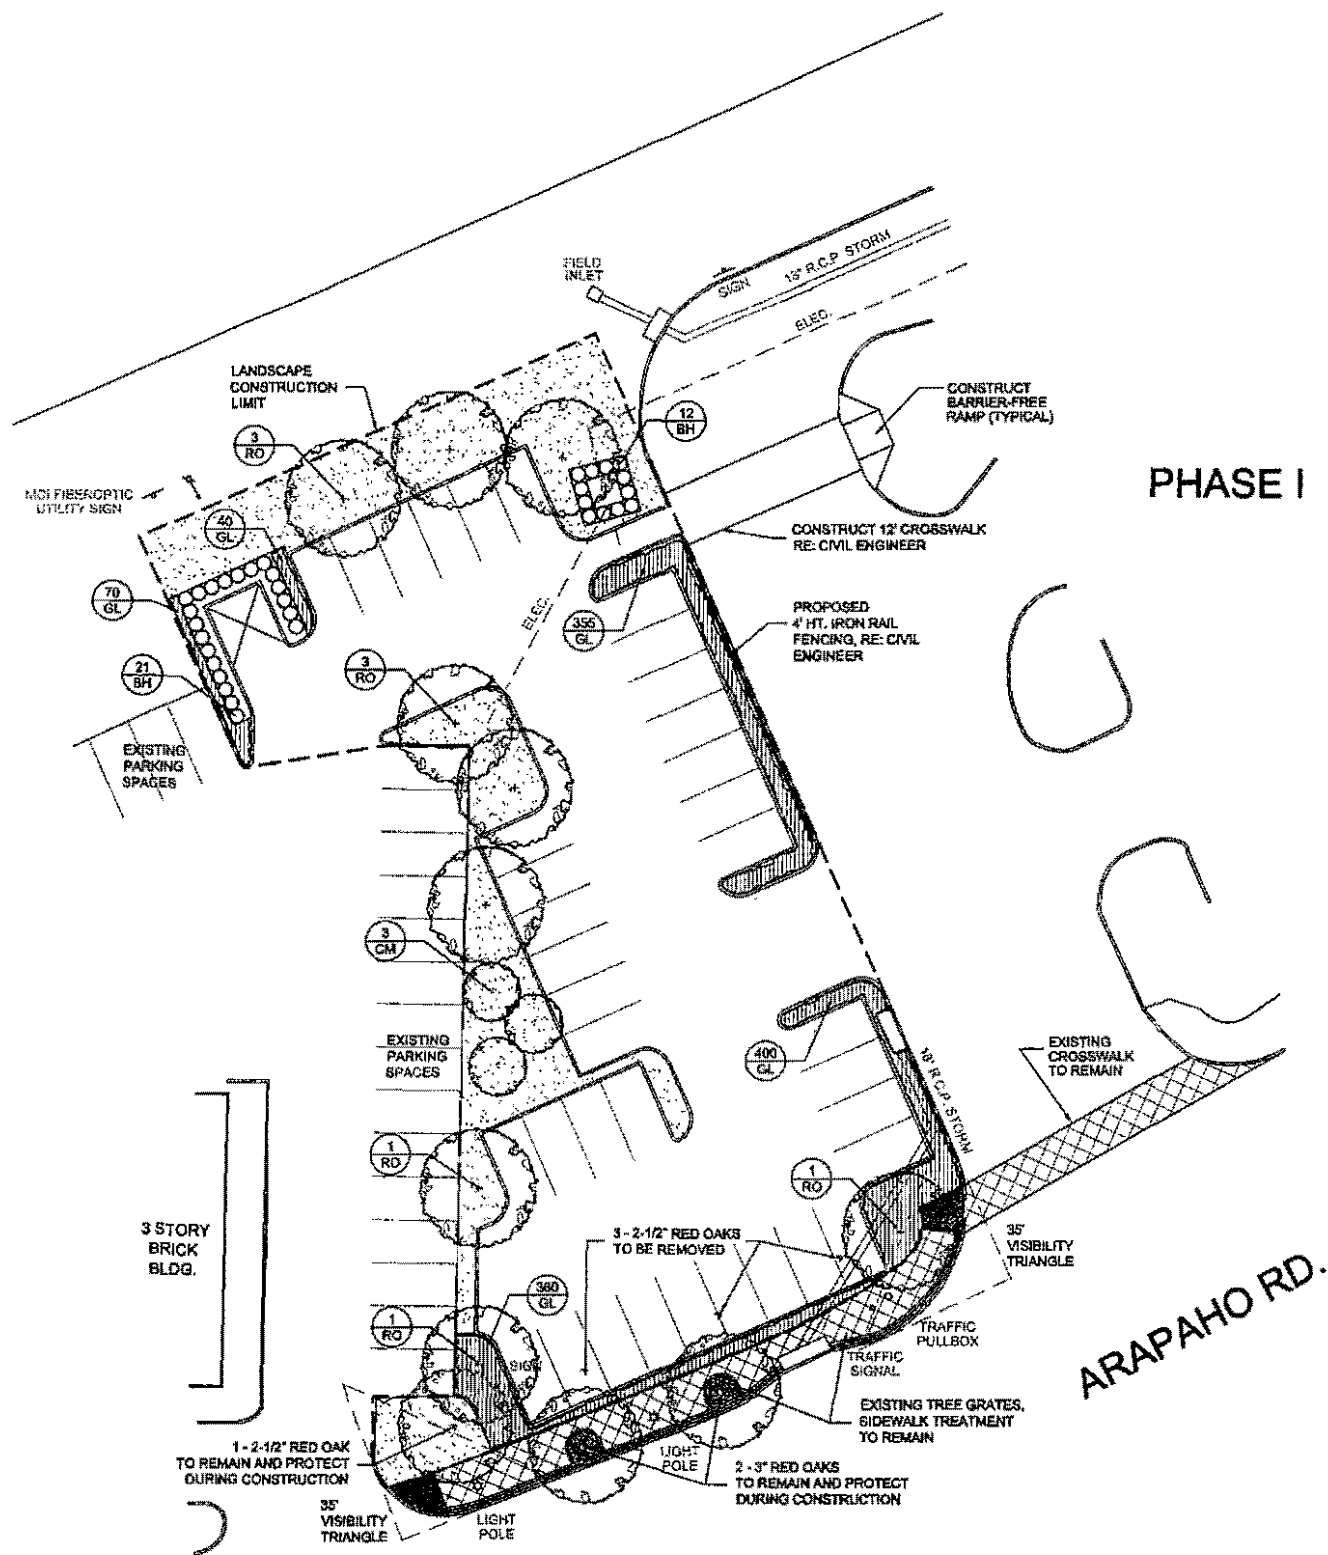 FIELD
INLET
SIGN
18" R.C.P. STORM
ELEC.
LANDSCAPE
CONSTRUCTION
LIMIT
12
BH
CONSTRUCT
BARRIER-FREE
RAMP (TYPICAL)
3
RO
PHASE I
MCI FIBEROPTIC
UTILITY SIGN
40
GL
CONSTRUCT 12' CROSSWALK
RE: CIVIL ENGINEER
70
GL
ELEC.
355
GL
PROPOSED
4' HT. IRON RAIL
FENCING, RE: CIVIL
ENGINEER
21
BH
3
RO
EXISTING
PARKING
SPACES
3
CM
EXISTING
PARKING
SPACES
400
GL
18" R.C.P. STORM
EXISTING
CROSSWALK
TO REMAIN
1
RO
1
RO
3 STORY
BRICK
BLDG.
3 - 2-1/2" RED OAKS
TO BE REMOVED
35'
VISIBILITY
TRIANGLE
360
GL
1
RO
SIGN
TRAFFIC
PULLBOX
TRAFFIC
SIGNAL
ARAPAHO RD.
EXISTING TREE GRATES,
SIDEWALK TREATMENT
TO REMAIN
1 - 2-1/2" RED OAK
TO REMAIN AND PROTECT
DURING CONSTRUCTION
LIGHT
POLE
2 - 3" RED OAKS
TO REMAIN AND PROTECT
DURING CONSTRUCTION
35'
VISIBILITY
TRIANGLE
LIGHT
POLE